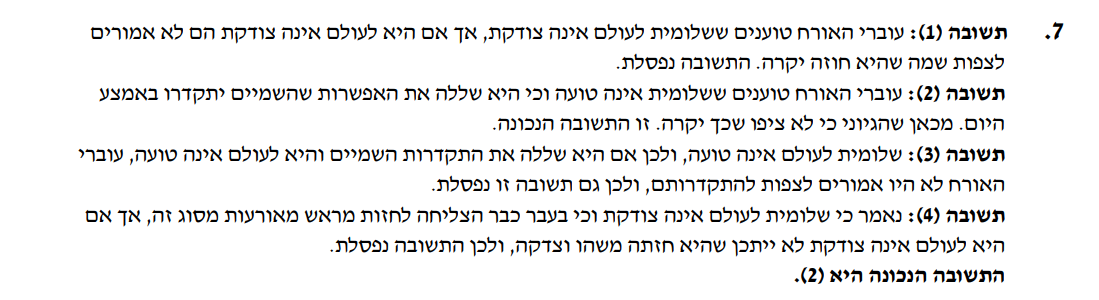 7. תשובה (1): עוברי האורח טוענים ששלומית לעולם אינה צודקת, אך אם היא לעולם אינה צודקת הם לא אמורים
לצפות שמה שהיא חוזה יקרה. התשובה נפסלת.
תשובה (2): עוברי האורח טוענים ששלומית אינה טועה וכי היא שללה את האפשרות שהשמיים יתקדרו באמצע
היום. מכאן שהגיוני כי לא ציפו שכך יקרה. זו התשובה הנכונה.
תשובה (3): שלומית לעולם אינה טועה, ולכן אם היא שללה את התקדרות השמיים והיא לעולם אינה טועה, עוברי
האורח לא היו אמורים לצפות להתקדרותם, ולכן גם תשובה זו נפסלת.
תשובה (4): נאמר כי שלומית לעולם אינה צודקת וכי בעבר כבר הצליחה לחזות מראש מאורעות מסוג זה, אך אם
היא לעולם אינה צודקת לא ייתכן שהיא חזתה משהו וצדקה, ולכן התשובה נפסלת.
התשובה הנכונה היא (2).